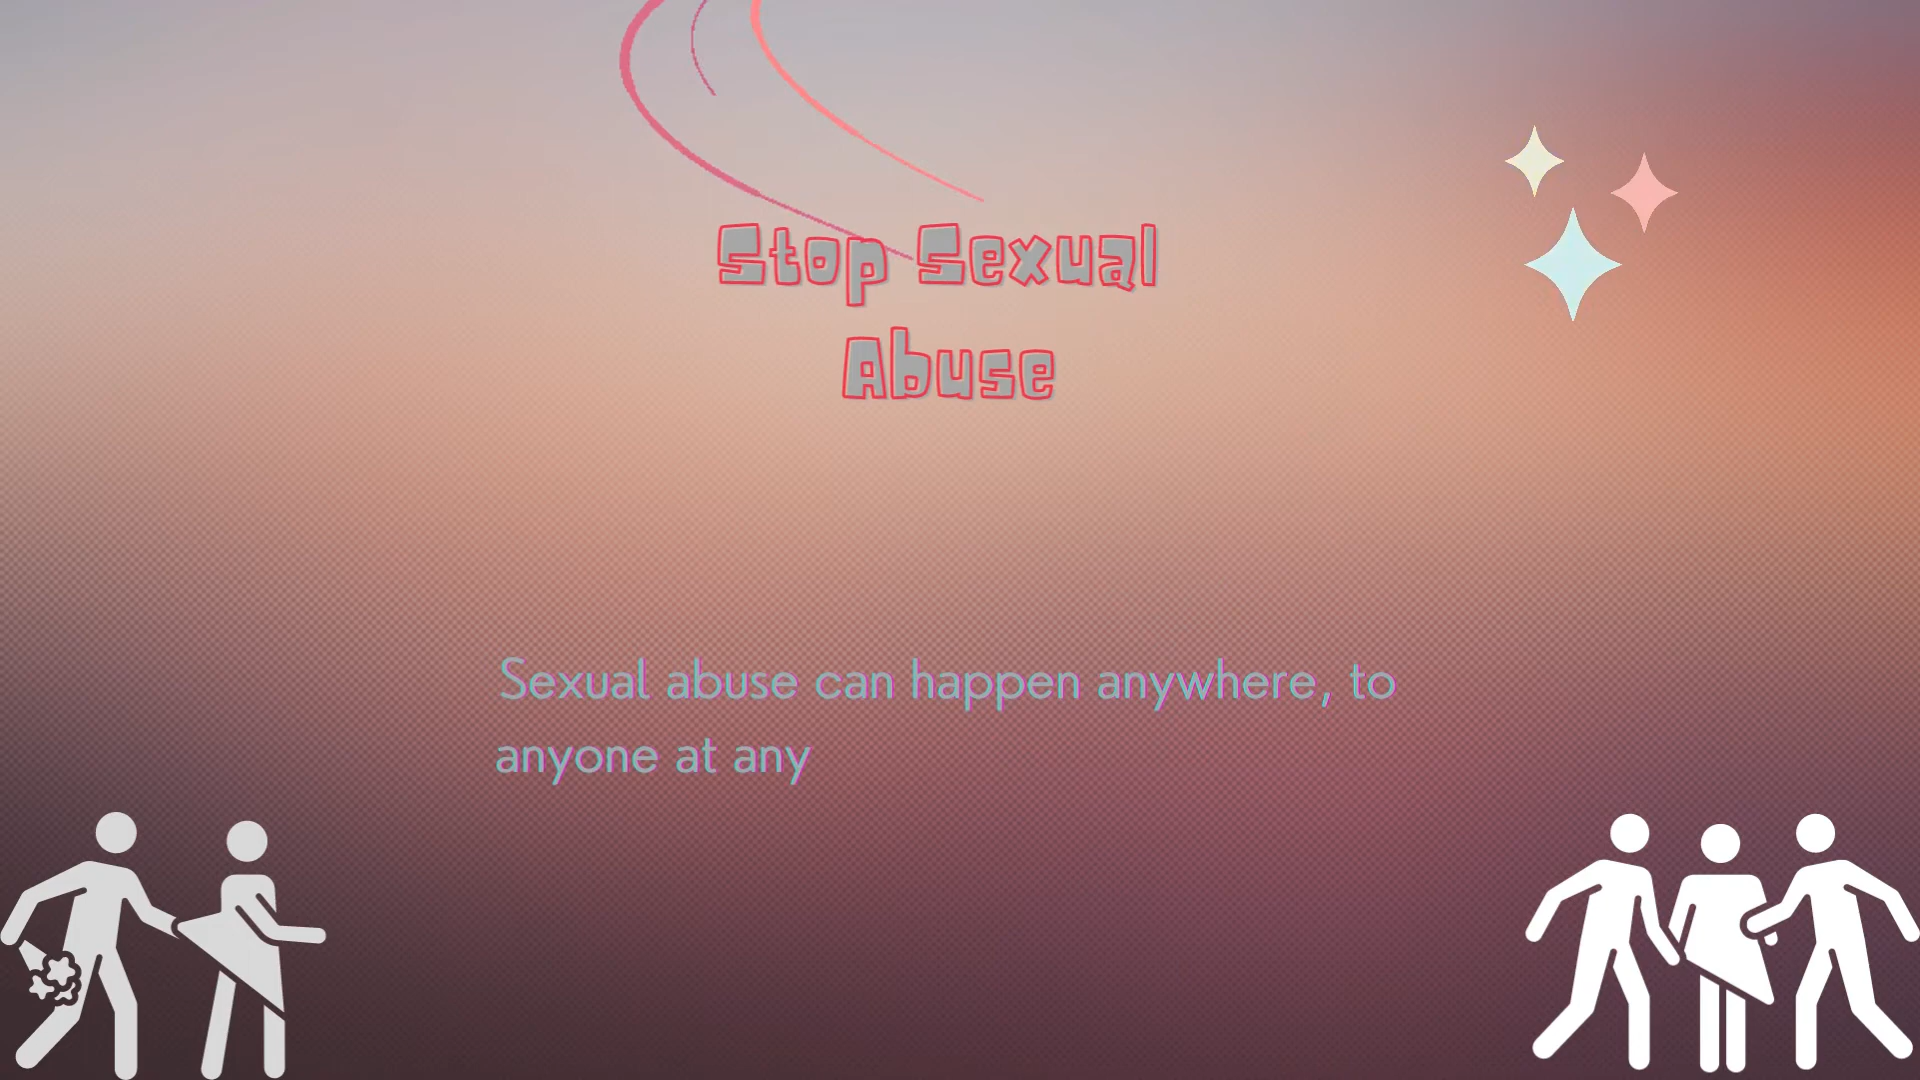 Stop Sexual
Abuse
Sexual abuse can happen anywhere, to
anyone at any